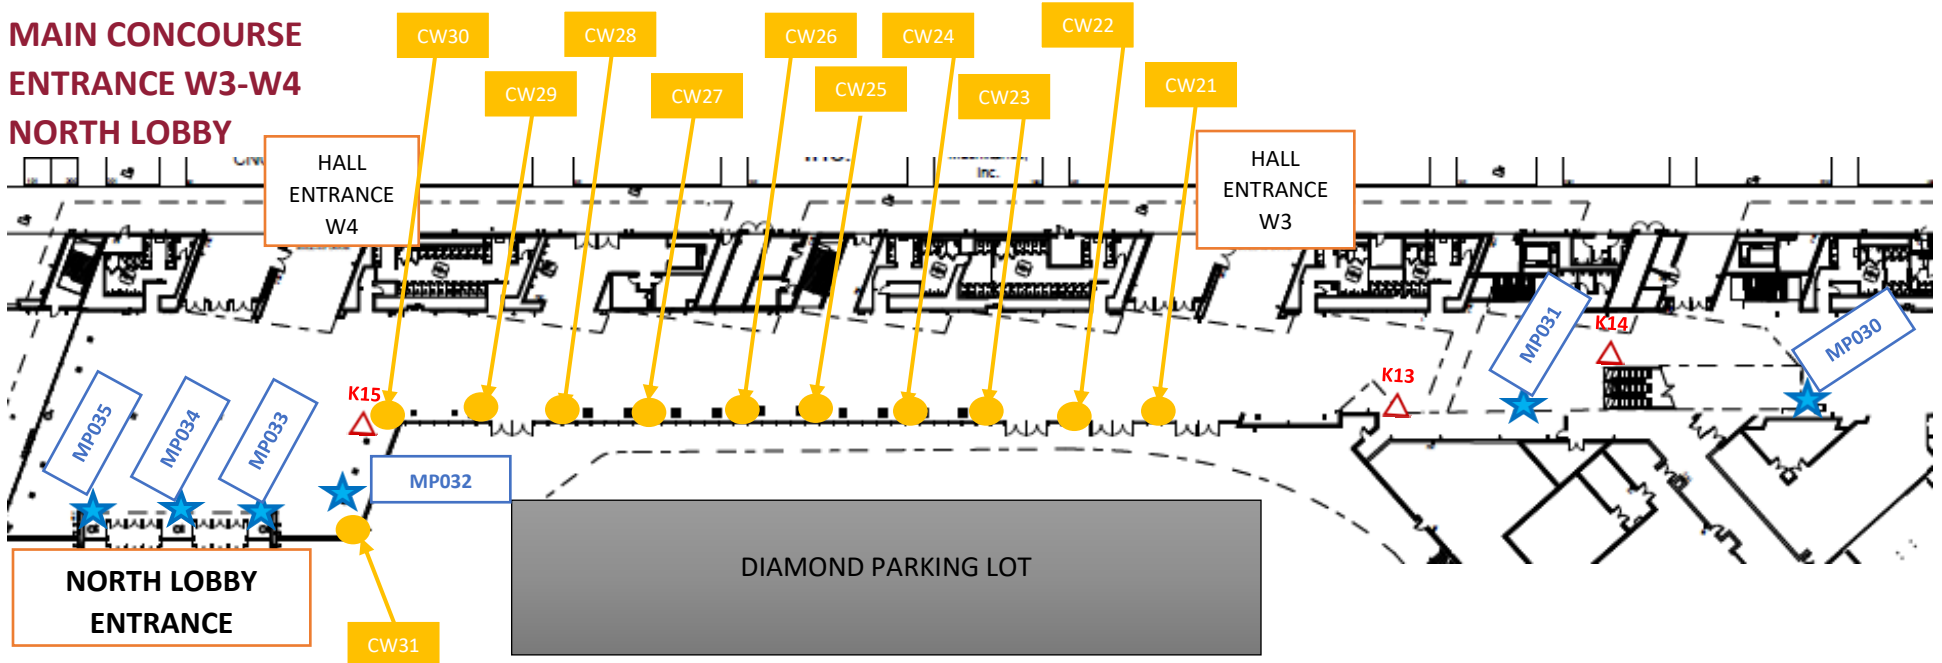 MAIN CONCOURSE
ENTRANCE W3-W4
NORTH LOBBY
CW30
CW28
CW26
CW24
CW22
CW29
CW27
CW25
CW23
CW21
HALL
ENTRANCE
W4
Inc.
HALL
ENTRANCE
W3
K15
K13
K14
MP031
MP030
MP035
MP034
MP033
MP032
NORTH LOBBY
ENTRANCE
DIAMOND PARKING LOT
CW31